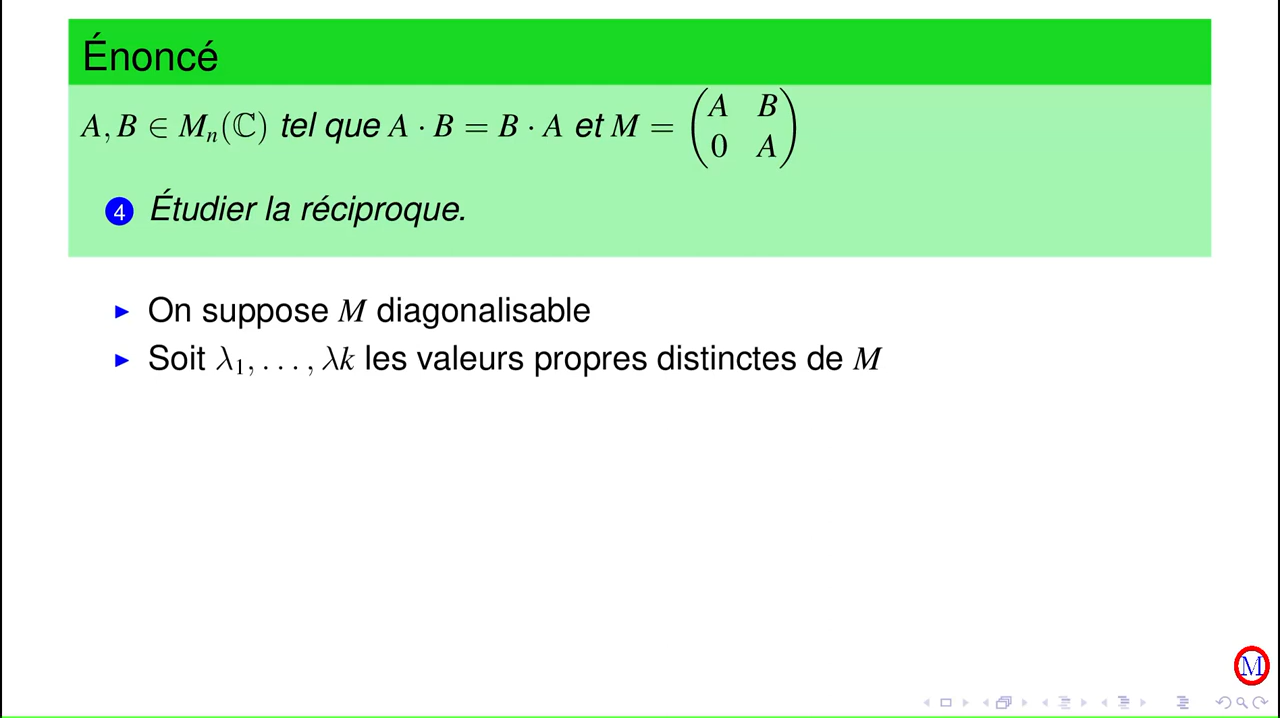 Énoncé
A, B ∈ Mₙ(ℂ) tel que A · B = B · A et M = (A B
0 A)
4 Étudier la réciproque.
▶ On suppose M diagonalisable
▶ Soit λ₁, . . . , λk les valeurs propres distinctes de M
M